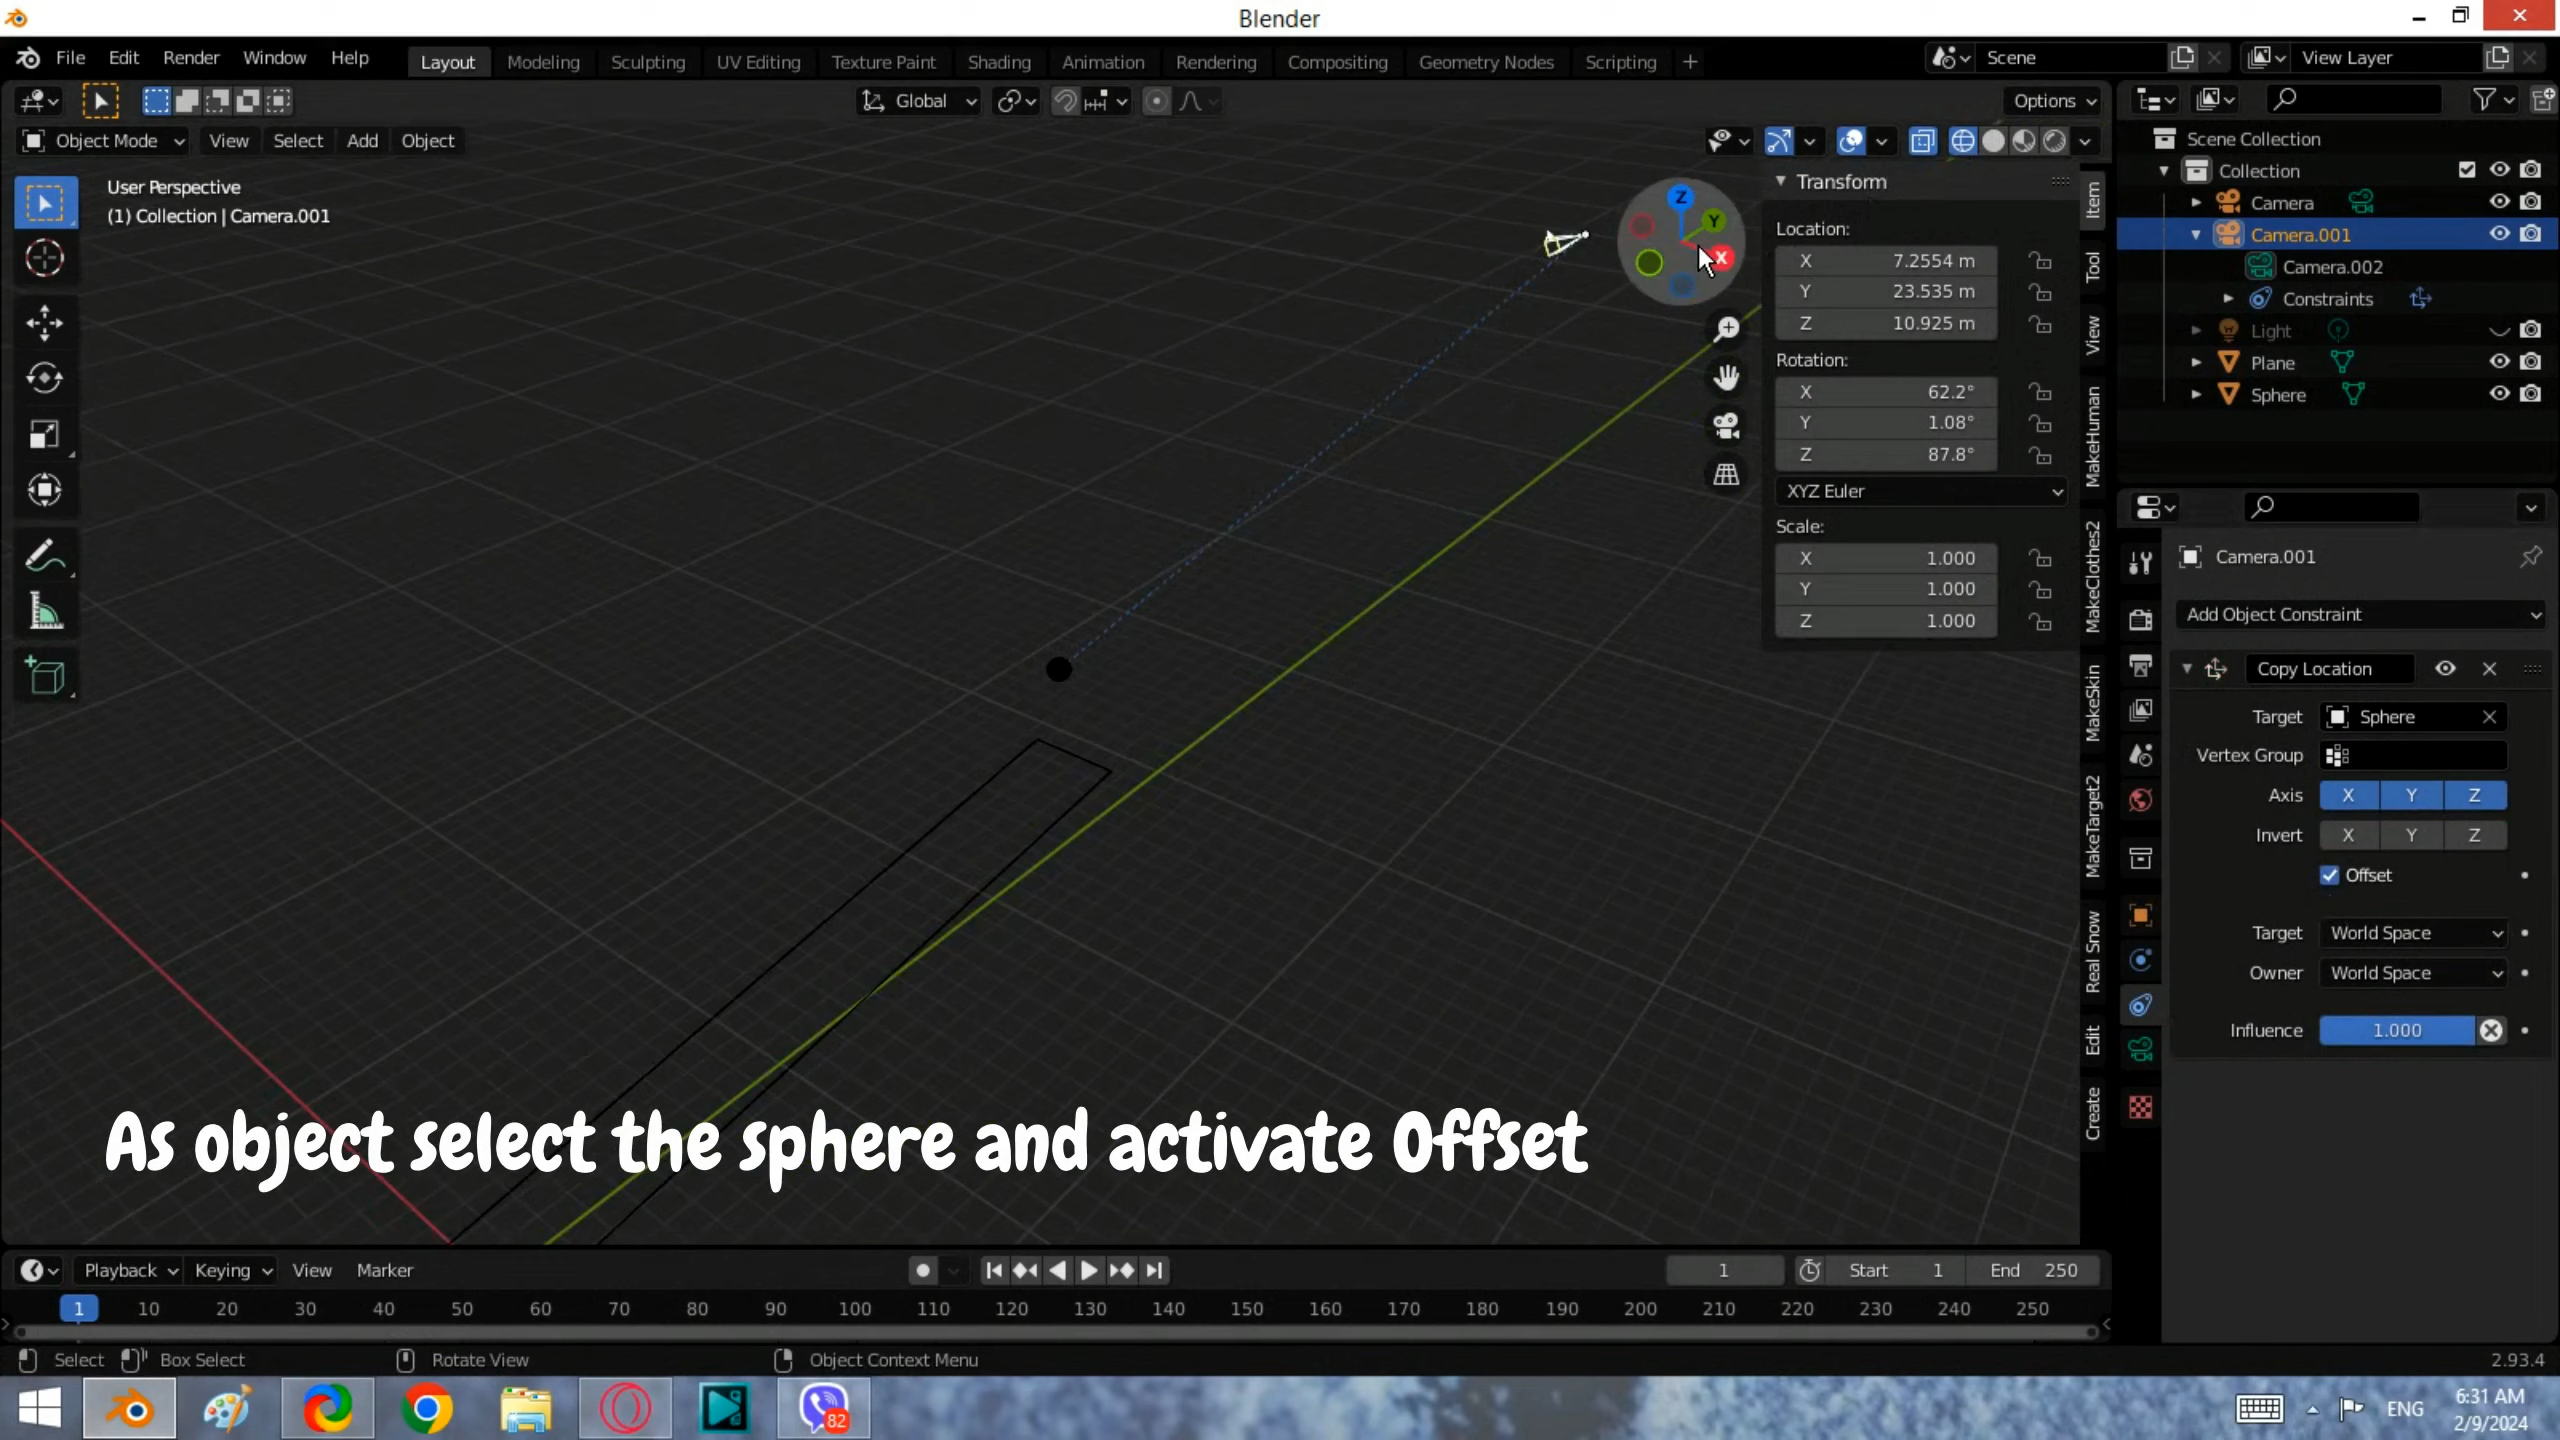 Blender
File Edit Render Window Help Layout Modeling Sculpting UV Editing Texture Paint Shading Animation Rendering Compositing Geometry Nodes Scripting + Scene View Layer
Global Options
Object Mode View Select Add Object
User Perspective
(1) Collection | Camera.001
Z
Y
X
Transform
Location:
X 7.2554 m
Y 23.535 m
Z 10.925 m
Rotation:
X 62.2°
Y 1.08°
Z 87.8°
XYZ Euler
Scale:
X 1.000
Y 1.000
Z 1.000
Item
Tool
View
MakeHuman
MakeClothes2
MakeSkin
MakeTarget2
Real Snow
Edit
Create
Scene Collection
Collection
Camera
Camera.001
Camera.002
Constraints
Light
Plane
Sphere
Camera.001
Add Object Constraint
Copy Location
Target Sphere
Vertex Group
Axis X Y Z
Invert X Y Z
Offset
Target World Space
Owner World Space
Influence 1.000
As object select the sphere and activate Offset
Playback Keying View Marker 1 Start 1 End 250
1 10 20 30 40 50 60 70 80 90 100 110 120 130 140 150 160 170 180 190 200 210 220 230 240 250
Select Box Select Rotate View Object Context Menu 2.93.4
82
ENG
6:31 AM
2/9/2024